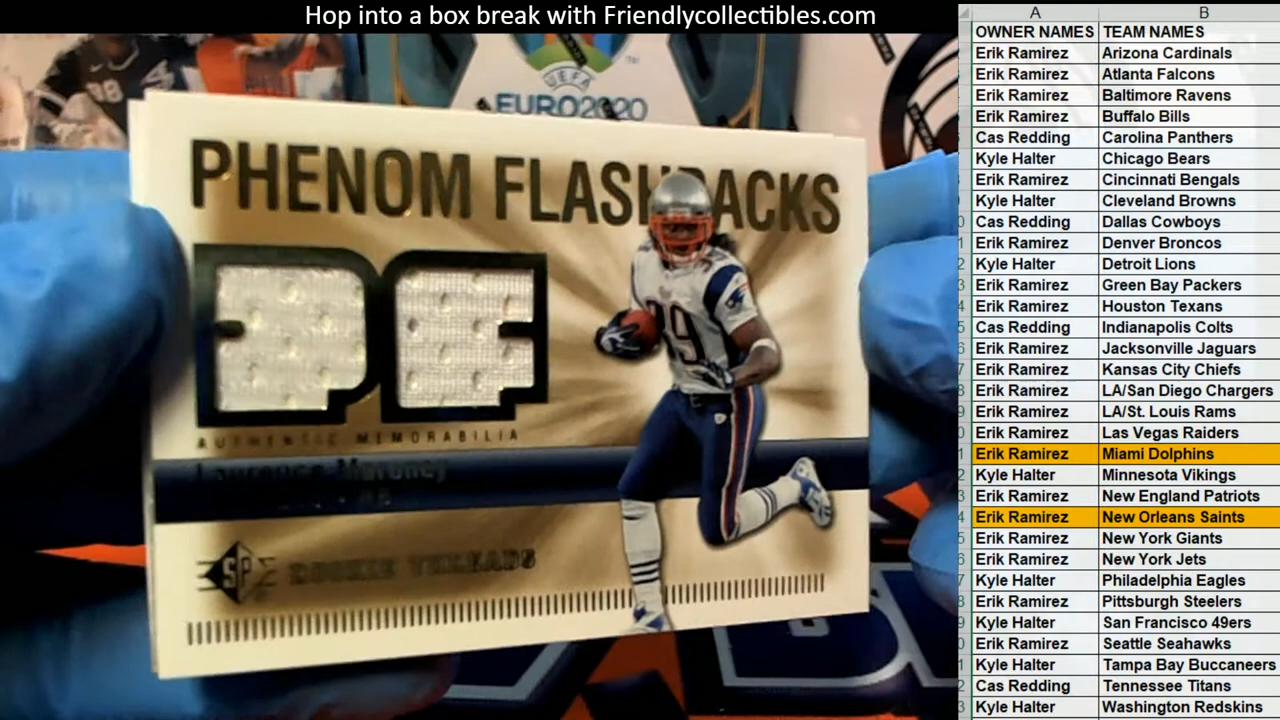 Hop into a box break with Friendlycollectibles.com
UEFA
EURO2020
98
PHENOM FLASHBACKS
AUTHENTIC MEMORABILIA
Laurence Maroney
39
SP
ROOKIE THREADS
A B
OWNER NAMES TEAM NAMES
Erik Ramirez Arizona Cardinals
Erik Ramirez Atlanta Falcons
Erik Ramirez Baltimore Ravens
Erik Ramirez Buffalo Bills
Cas Redding Carolina Panthers
Kyle Halter Chicago Bears
Erik Ramirez Cincinnati Bengals
Kyle Halter Cleveland Browns
Cas Redding Dallas Cowboys
Erik Ramirez Denver Broncos
Kyle Halter Detroit Lions
Erik Ramirez Green Bay Packers
Erik Ramirez Houston Texans
Cas Redding Indianapolis Colts
Erik Ramirez Jacksonville Jaguars
Erik Ramirez Kansas City Chiefs
Erik Ramirez LA/San Diego Chargers
Erik Ramirez LA/St. Louis Rams
Erik Ramirez Las Vegas Raiders
Erik Ramirez Miami Dolphins
Kyle Halter Minnesota Vikings
Erik Ramirez New England Patriots
Erik Ramirez New Orleans Saints
Erik Ramirez New York Giants
Erik Ramirez New York Jets
Kyle Halter Philadelphia Eagles
Erik Ramirez Pittsburgh Steelers
Kyle Halter San Francisco 49ers
Erik Ramirez Seattle Seahawks
Kyle Halter Tampa Bay Buccaneers
Cas Redding Tennessee Titans
Kyle Halter Washington Redskins